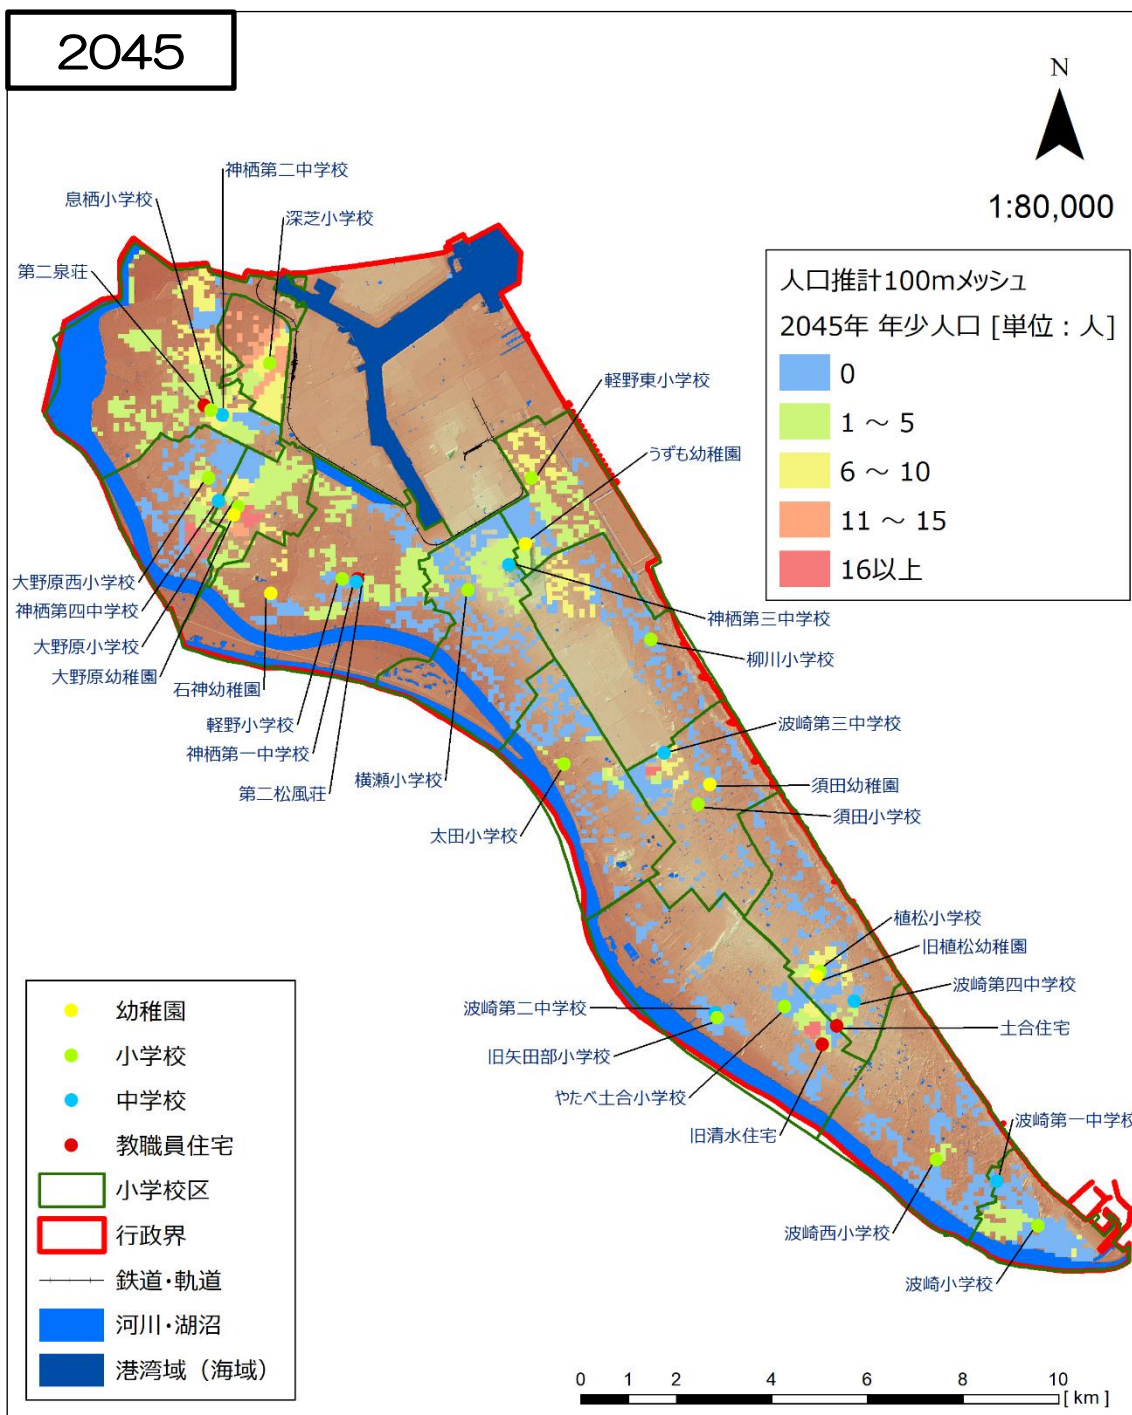 2045
N
1:80,000
神栖第二中学校
息栖小学校
深芝小学校
第二泉荘
人口推計100mメッシュ
2045年 年少人口 [単位：人]
0
1 ～ 5
6 ～ 10
11 ～ 15
16以上
軽野東小学校
うずも幼稚園
大野原西小学校
神栖第四中学校
大野原小学校
大野原幼稚園
石神幼稚園
軽野小学校
神栖第一中学校
第二松風荘
横瀬小学校
太田小学校
神栖第三中学校
柳川小学校
波崎第三中学校
須田幼稚園
須田小学校
植松小学校
旧植松幼稚園
波崎第四中学校
土合住宅
波崎第二中学校
旧矢田部小学校
やたべ土合小学校
旧清水住宅
波崎第一中学校
波崎西小学校
波崎小学校
幼稚園
小学校
中学校
教職員住宅
小学校区
行政界
鉄道・軌道
河川・湖沼
港湾域（海域）
0 1 2 4 6 8 10
[ km ]